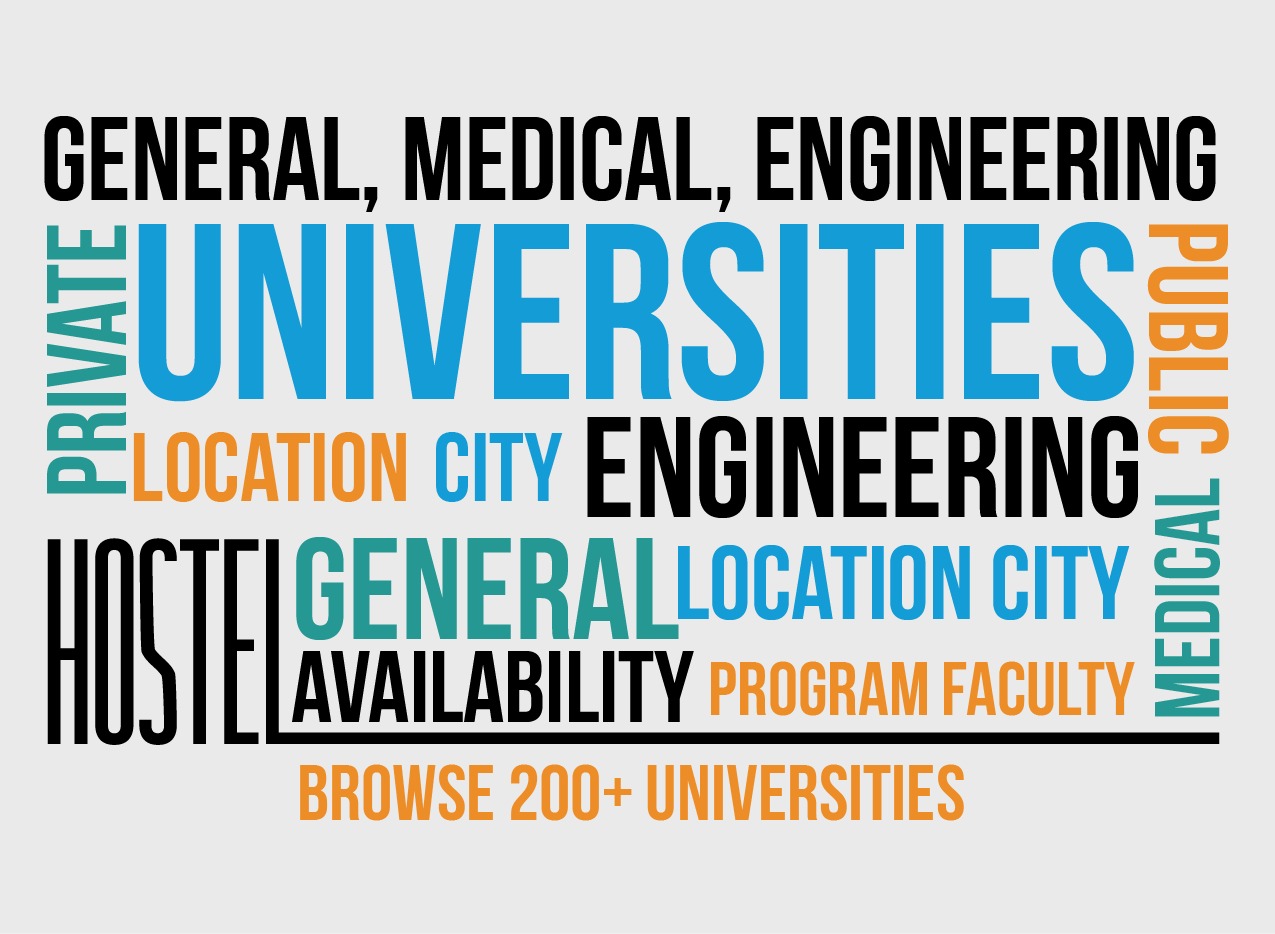 GENERAL, MEDICAL, ENGINEERING
PRIVATE
UNIVERSITIES
PUBLIC
LOCATION CITY ENGINEERING
MEDICAL
HOSTEL
GENERAL LOCATION CITY
AVAILABILITY PROGRAM FACULTY
BROWSE 200+ UNIVERSITIES